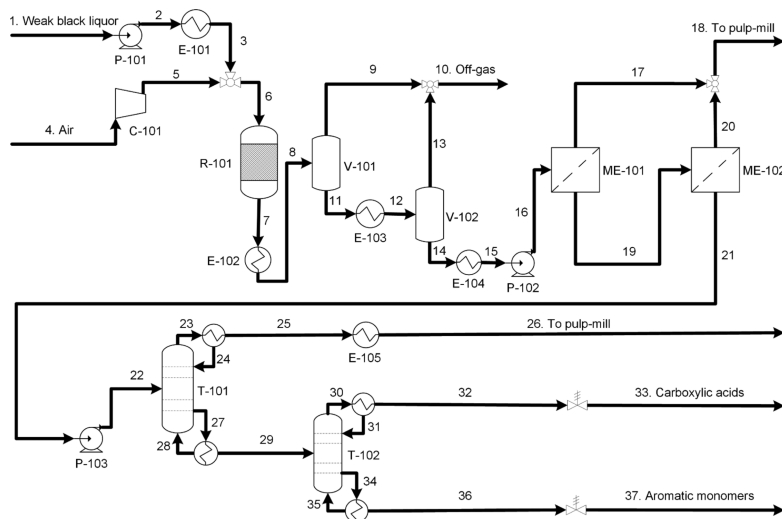 1. Weak black liquor
2
P-101
E-101
3
4. Air
5
C-101
6
R-101
7
E-102
8
V-101
9
10. Off-gas
11
E-103
12
13
V-102
14
E-104
15
P-102
16
ME-101
17
18. To pulp-mill
19
20
ME-102
21
22
P-103
23
24
T-101
25
E-105
26. To pulp-mill
27
28
29
30
31
T-102
32
33. Carboxylic acids
34
35
36
37. Aromatic monomers